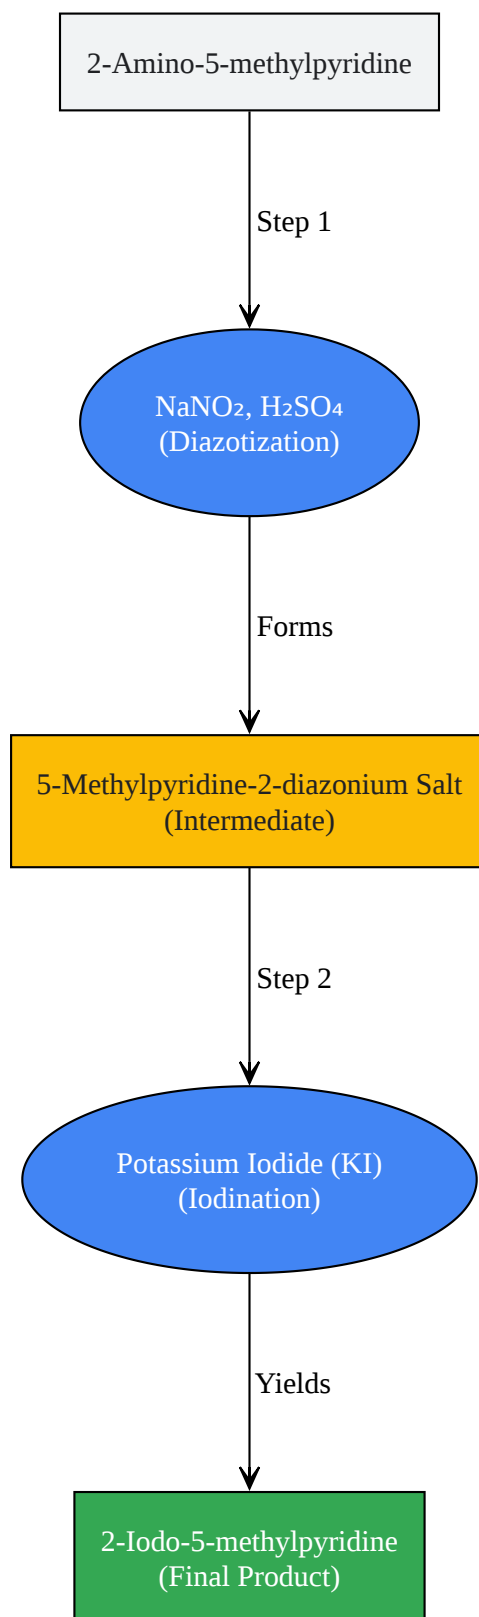 2-Amino-5-methylpyridine
Step 1
NaNO₂, H₂SO₄
(Diazotization)
Forms
5-Methylpyridine-2-diazonium Salt
(Intermediate)
Step 2
Potassium Iodide (KI)
(Iodination)
Yields
2-Iodo-5-methylpyridine
(Final Product)